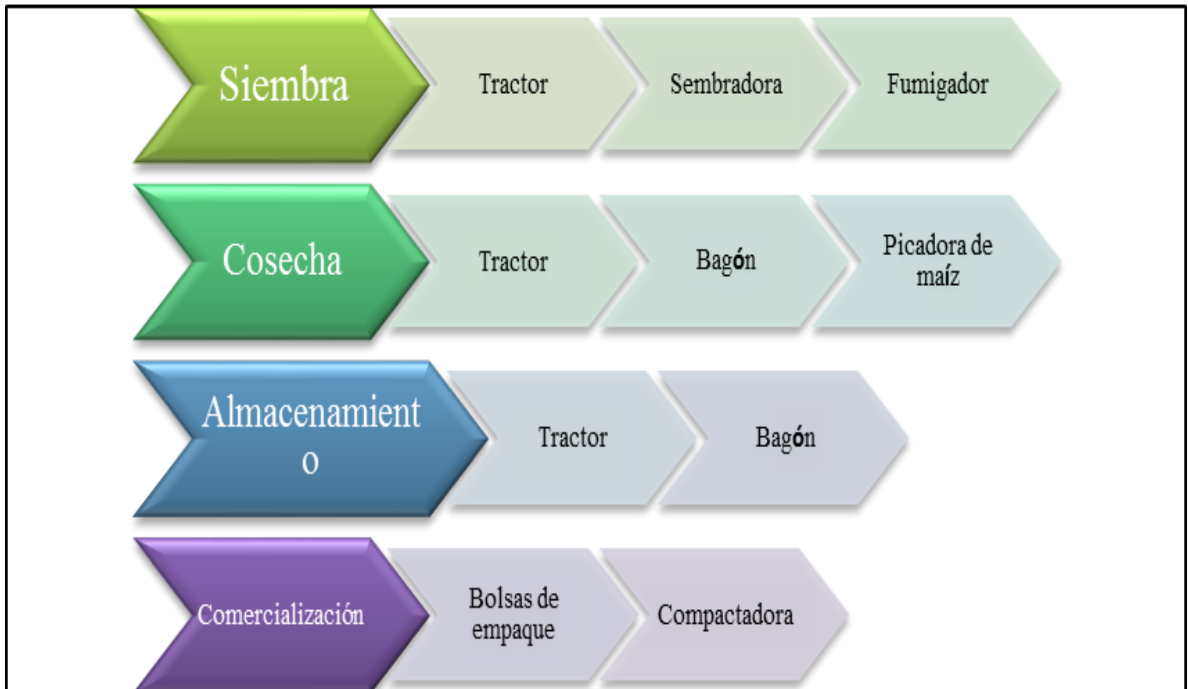 Siembra
Tractor
Sembradora
Fumigador
Cosecha
Tractor
Bagón
Picadora de
maíz
Almacenamient
o
Tractor
Bagón
Comercialización
Bolsas de
empaque
Compactadora